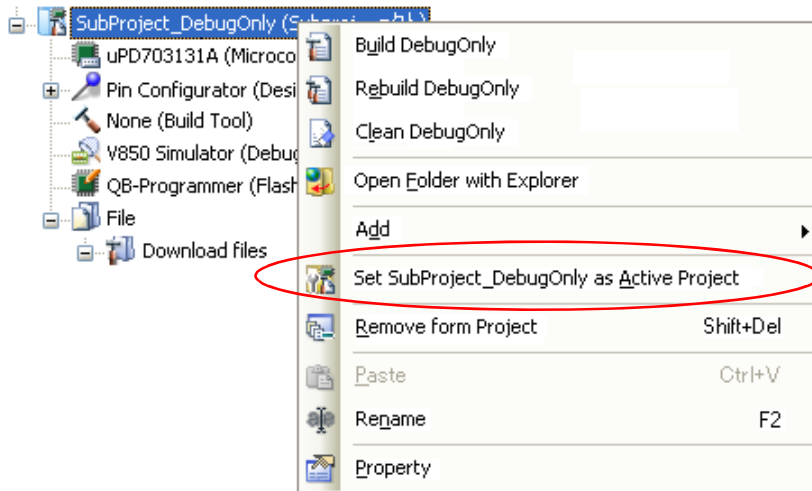 SubProject_DebugOnly
uPD703131A (Microco
Pin Configurator (Desi
None (Build Tool)
V850 Simulator (Debug
QB-Programmer (Flash
File
Download files
Build DebugOnly
Rebuild DebugOnly
Clean DebugOnly
Open Folder with Explorer
Add
Set SubProject_DebugOnly as Active Project
Remove form Project Shift+Del
Paste Ctrl+V
Rename F2
Property